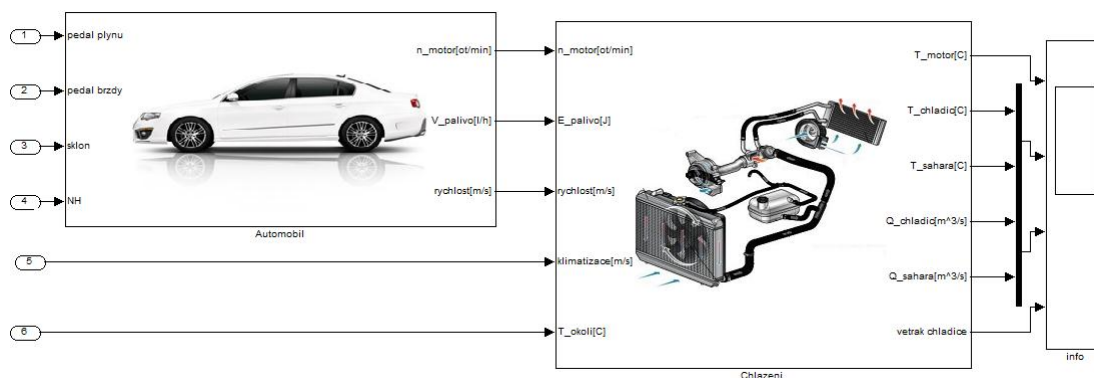 1
pedal plynu
2
pedal brzdy
3
sklon
4
NH
n_motor[ot/min]
V_palivo[l/h]
rychlost[m/s]
Automobil
5
6
n_motor[ot/min]
E_palivo[J]
rychlost[m/s]
klimatizace[m/s]
T_okoli[C]
T_motor[C]
T_chladic[C]
T_sahara[C]
Q_chladic[m^3/s]
Q_sahara[m^3/s]
vetrak chladice
Chlazeni
info